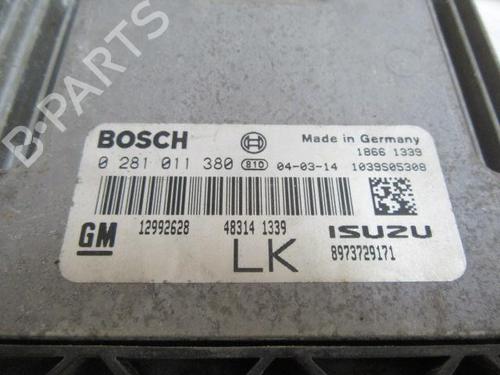 B-PARTS
BOSCH Made in Germany
1866 1339
0 281 011 380 810 04-03-14 1039S05308
GM 12992628 48314 1339 ISUZU
LK 8973729171